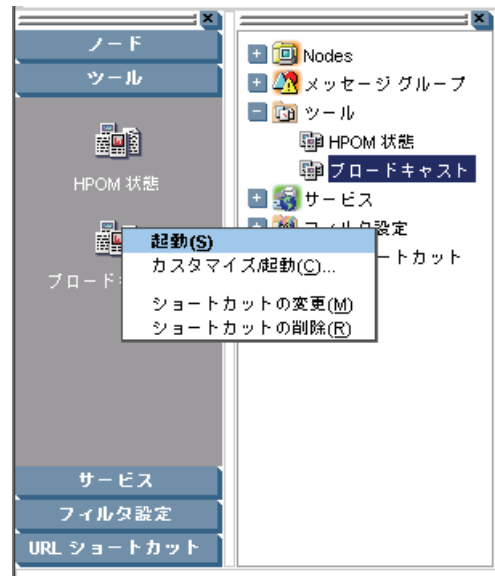 ノード
ツール
HPOM 状態
ブロードキ
サービス
フィルタ設定
URL ショートカット
Nodes
メッセージ グループ
ツール
HPOM 状態
ブロードキャスト
サービス
フィルタ設定
ートカット
起動(S)
カスタマイズ/起動(C)...
ショートカットの変更(M)
ショートカットの削除(R)